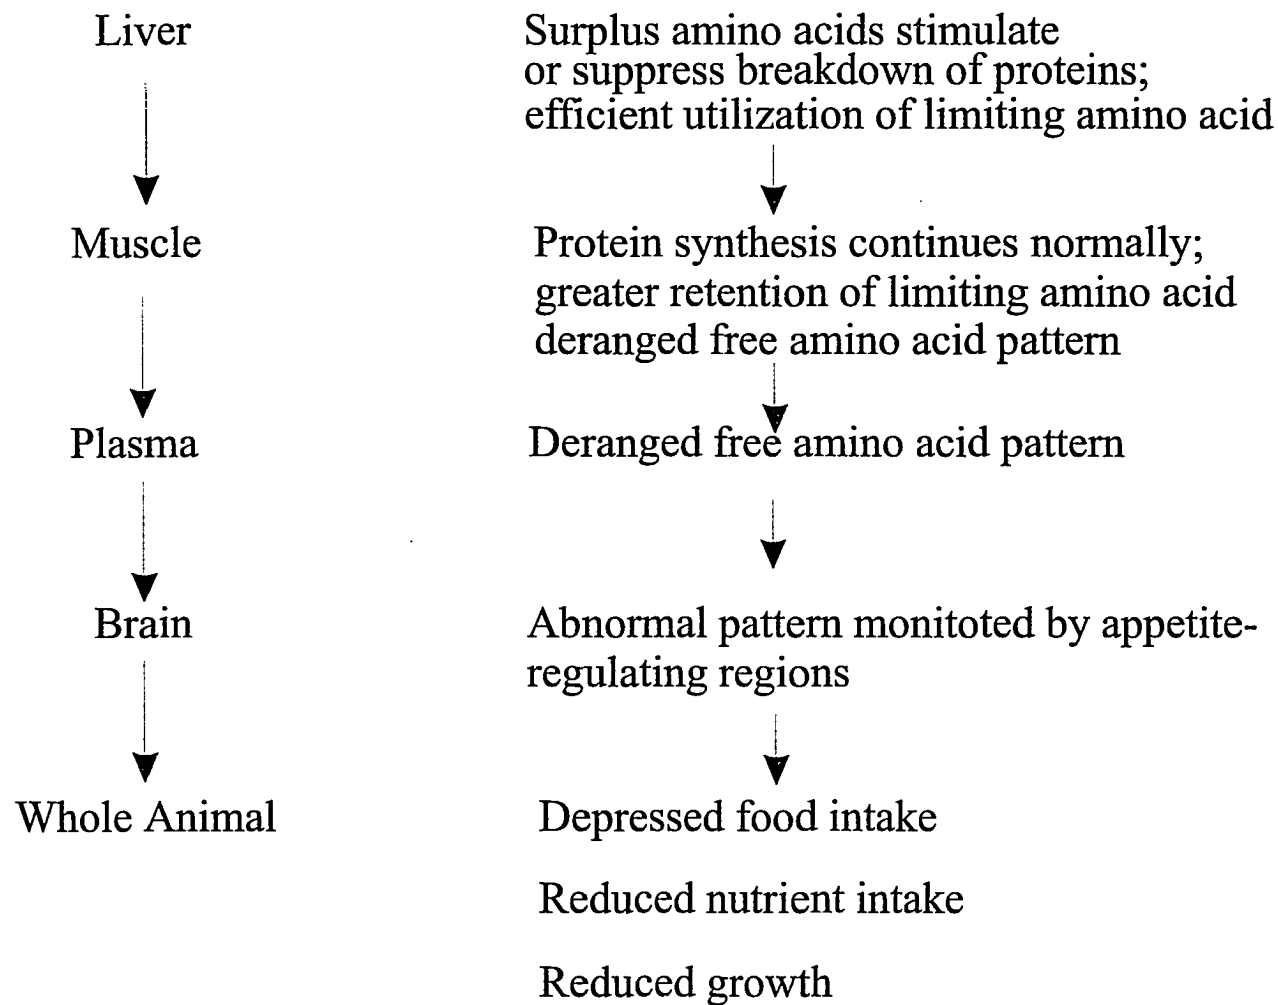 Liver
Surplus amino acids stimulate
or suppress breakdown of proteins;
efficient utilization of limiting amino acid
Muscle
Protein synthesis continues normally;
greater retention of limiting amino acid
deranged free amino acid pattern
Plasma
Deranged free amino acid pattern
Brain
Abnormal pattern monitoted by appetite-
regulating regions
Whole Animal
Depressed food intake
Reduced nutrient intake
Reduced growth